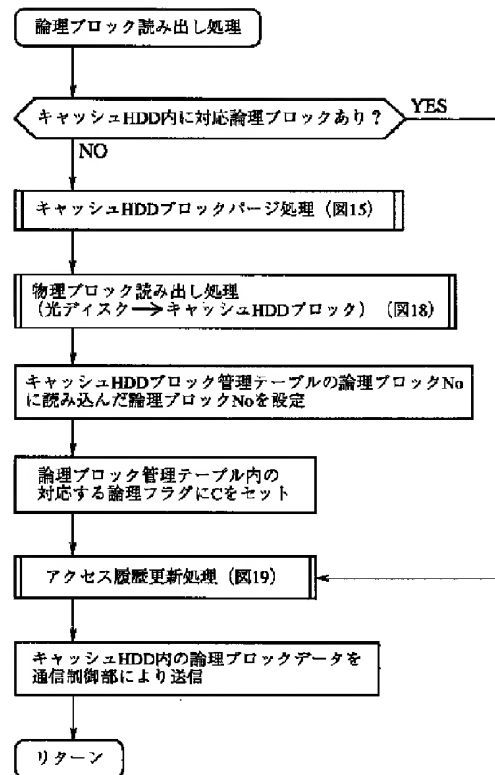 論理ブロック読み出し処理
キャッシュHDD内に対応論理ブロックあり？
YES
NO
キャッシュHDDブロックパージ処理（図15）
物理ブロック読み出し処理
（光ディスク→キャッシュHDDブロック）（図18）
キャッシュHDDブロック管理テーブルの論理ブロックNo
に読み込んだ論理ブロックNoを設定
論理ブロック管理テーブル内の
対応する論理フラグにCをセット
アクセス履歴更新処理（図19）
キャッシュHDD内の論理ブロックデータを
通信制御部により送信
リターン